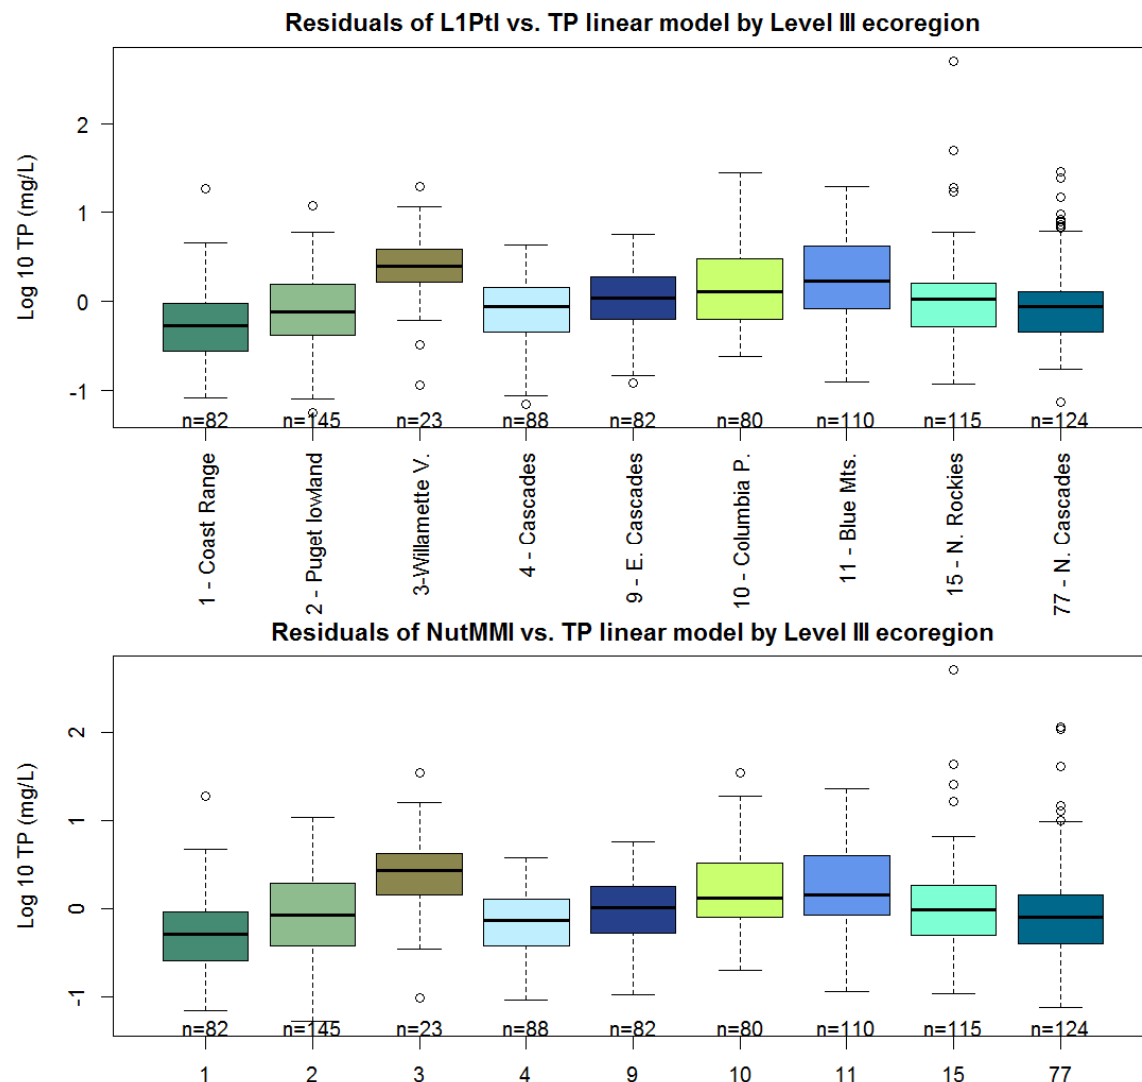 Residuals of L1Ptl vs. TP linear model by Level III ecoregion
Log 10 TP (mg/L)
2
1
0
-1
n=82 n=145 n=23 n=88 n=82 n=80 n=110 n=115 n=124
1 - Coast Range
2 - Puget lowland
3-Willamette V.
4 - Cascades
9 - E. Cascades
10 - Columbia P.
11 - Blue Mts.
15 - N. Rockies
77 - N. Cascades
Residuals of NutMMI vs. TP linear model by Level III ecoregion
Log 10 TP (mg/L)
2
1
0
-1
n=82 n=145 n=23 n=88 n=82 n=80 n=110 n=115 n=124
1 2 3 4 9 10 11 15 77